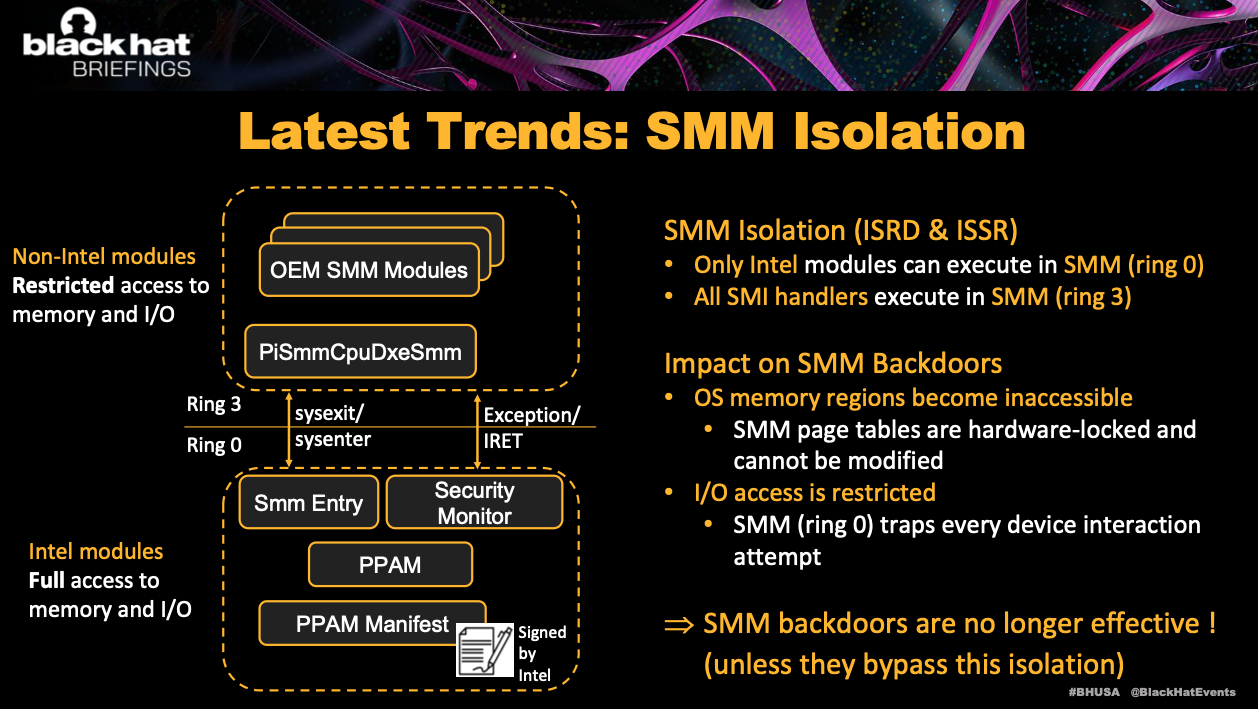 black hat
BRIEFINGS
Latest Trends: SMM Isolation
Non-Intel modules
Restricted access to
memory and I/O
OEM SMM Modules
PiSmmCpuDxeSmm
Ring 3
Ring 0
sysexit/
sysenter
Exception/
IRET
Smm Entry
Security
Monitor
PPAM
PPAM Manifest
Signed
by
Intel
Intel modules
Full access to
memory and I/O
SMM Isolation (ISRD & ISSR)
• Only Intel modules can execute in SMM (ring 0)
• All SMI handlers execute in SMM (ring 3)
Impact on SMM Backdoors
• OS memory regions become inaccessible
• SMM page tables are hardware-locked and
cannot be modified
• I/O access is restricted
• SMM (ring 0) traps every device interaction
attempt
⇒ SMM backdoors are no longer effective !
(unless they bypass this isolation)
#BHUSA @BlackHatEvents